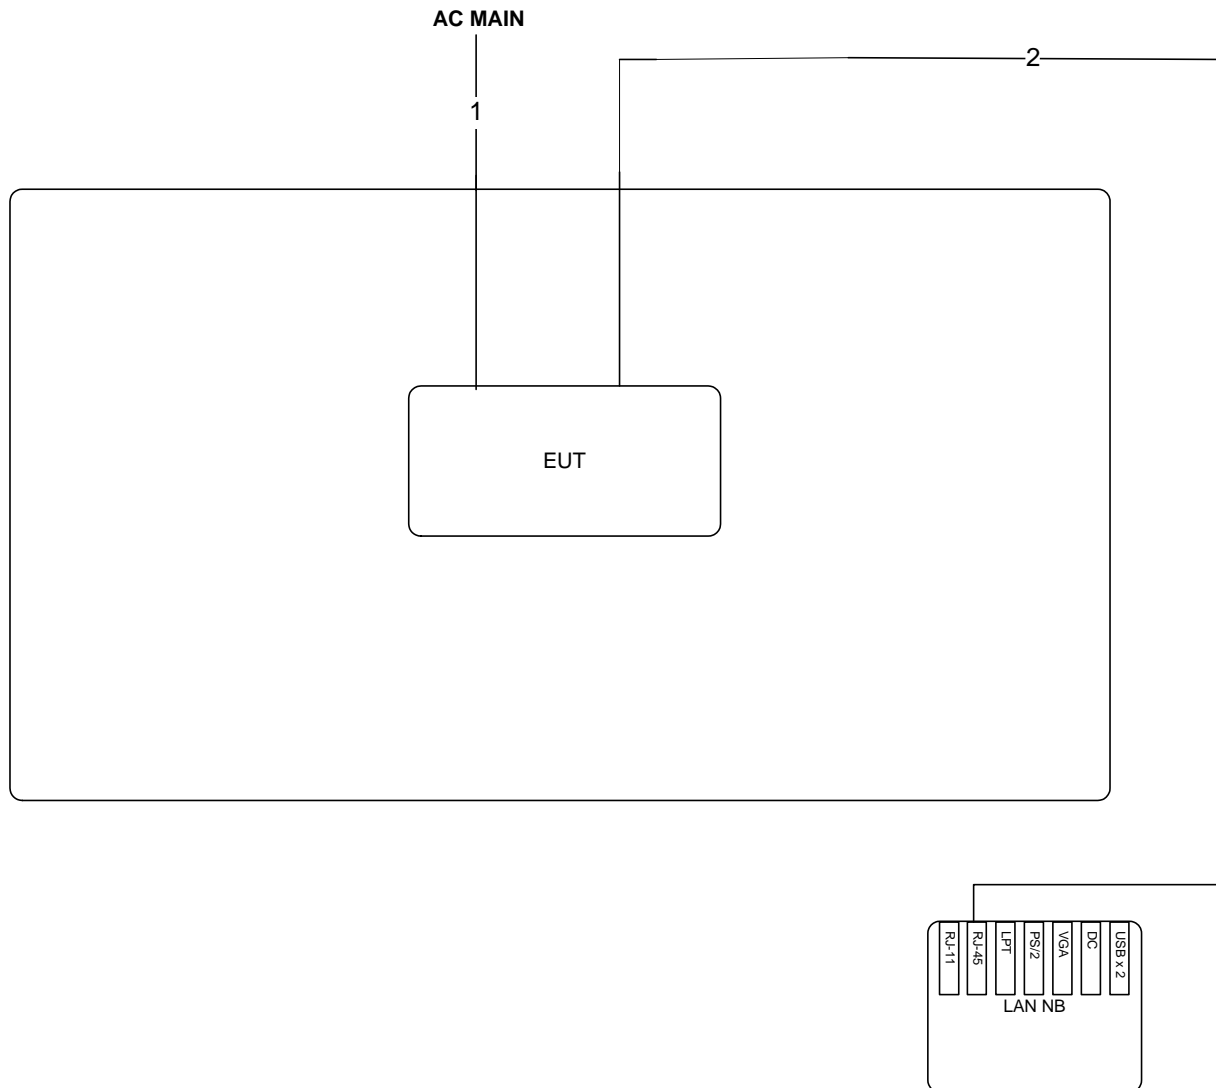 AC MAIN
2
1
EUT
RJ-11
RJ-45
LPT
PS/2
VGA
DC
USB x 2
LAN NB